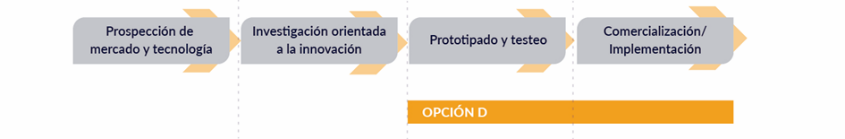 Prospección de
mercado y tecnología
Investigación orientada
a la innovación
Prototipado y testeo
Comercialización/
Implementación
OPCIÓN D